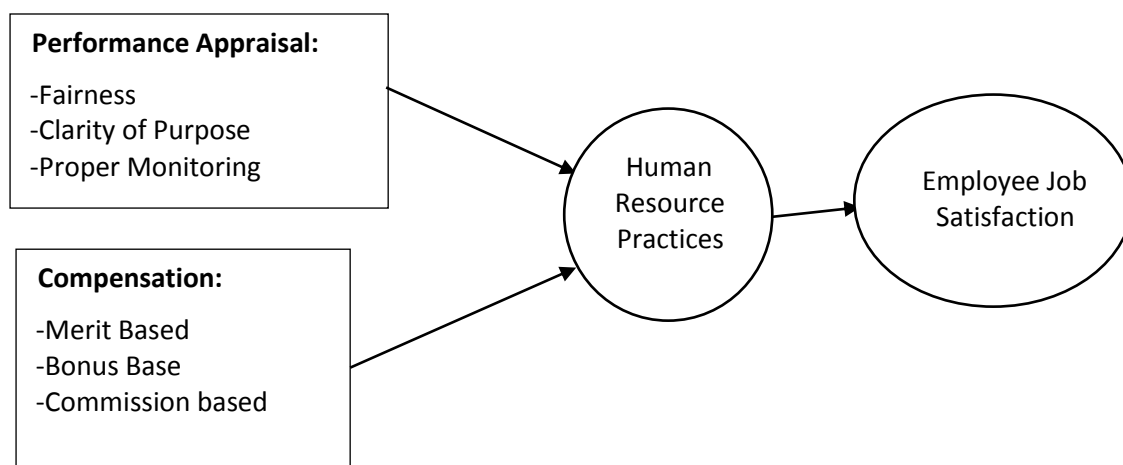 Performance Appraisal:
-Fairness
-Clarity of Purpose
-Proper Monitoring
Human
Resource
Practices
Employee Job
Satisfaction
Compensation:
-Merit Based
-Bonus Base
-Commission based